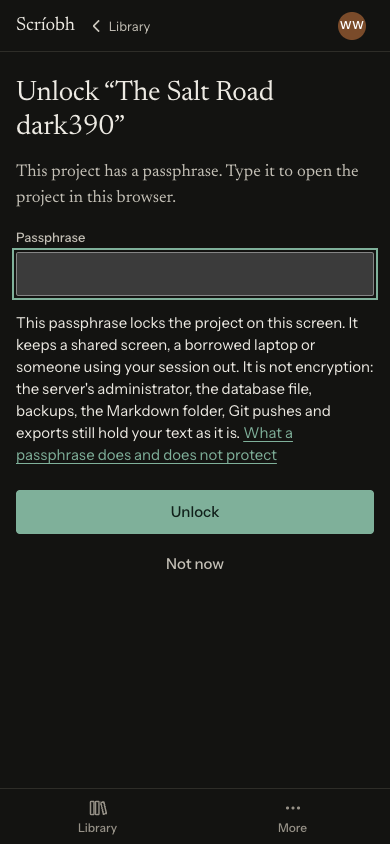 Scríobh
Library
WW
Unlock “The Salt Road
dark390”
This project has a passphrase. Type it to open the
project in this browser.
Passphrase
This passphrase locks the project on this screen. It
keeps a shared screen, a borrowed laptop or
someone using your session out. It is not encryption:
the server's administrator, the database file,
backups, the Markdown folder, Git pushes and
exports still hold your text as it is. What a
passphrase does and does not protect
Unlock
Not now
Library
More